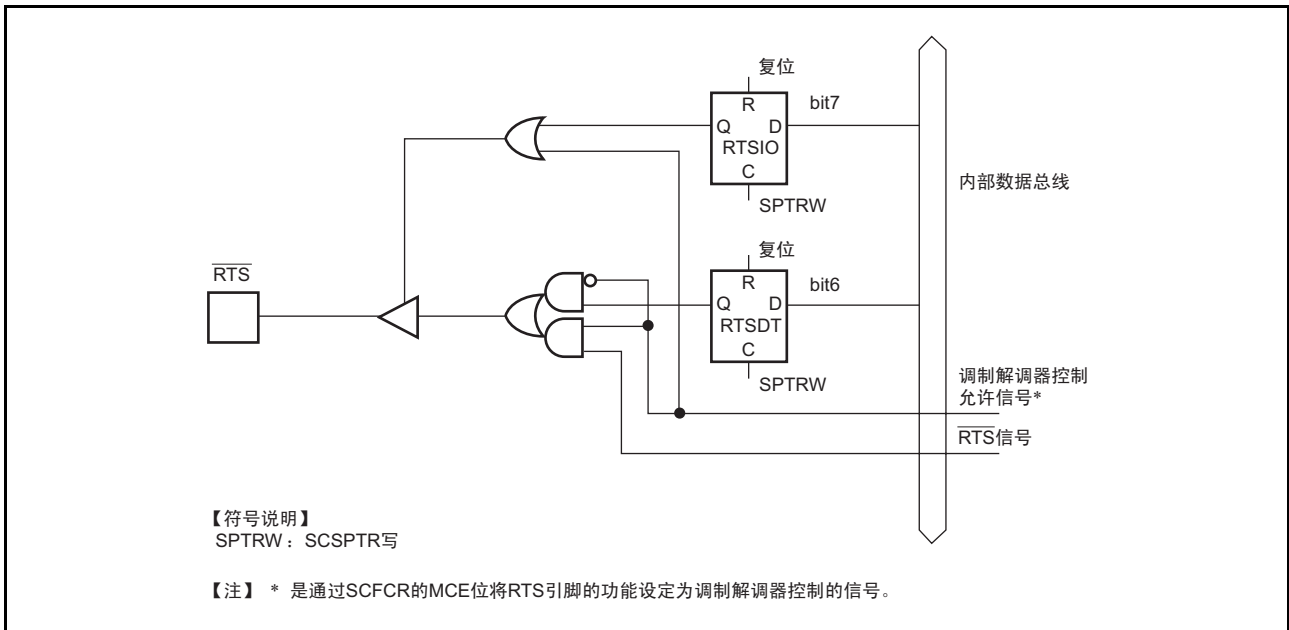 复位
R
bit7
Q D
RTSIO
C
SPTRW
内部数据总线
复位
R
bit6
Q D
RTSDT
C
SPTRW
RTS
调制解调器控制
允许信号*
RTS信号
【符号说明】
SPTRW： SCSPTR写
【注】 * 是通过SCFCR的MCE位将RTS引脚的功能设定为调制解调器控制的信号。